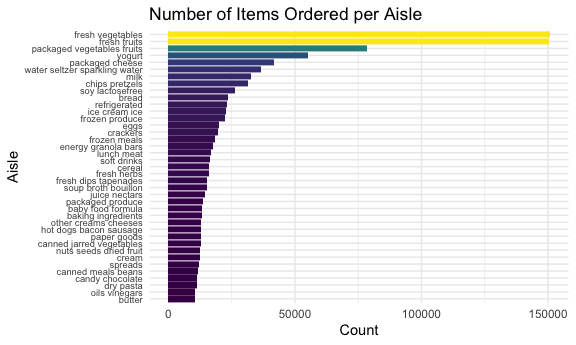 Number of Items Ordered per Aisle
fresh vegetables
fresh fruits
packaged vegetables fruits
yogurt
packaged cheese
water seltzer sparkling water
milk
chips pretzels
soy lactosefree
bread
refrigerated
ice cream ice
frozen produce
eggs
crackers
frozen meals
energy granola bars
lunch meat
soft drinks
cereal
fresh herbs
fresh dips tapenades
soup broth bouillon
juice nectars
packaged produce
baby food formula
baking ingredients
other creams cheeses
hot dogs bacon sausage
paper goods
canned jarred vegetables
nuts seeds dried fruit
cream
spreads
canned meals beans
candy chocolate
dry pasta
oils vinegars
butter
Aisle
0 50000 100000 150000
Count